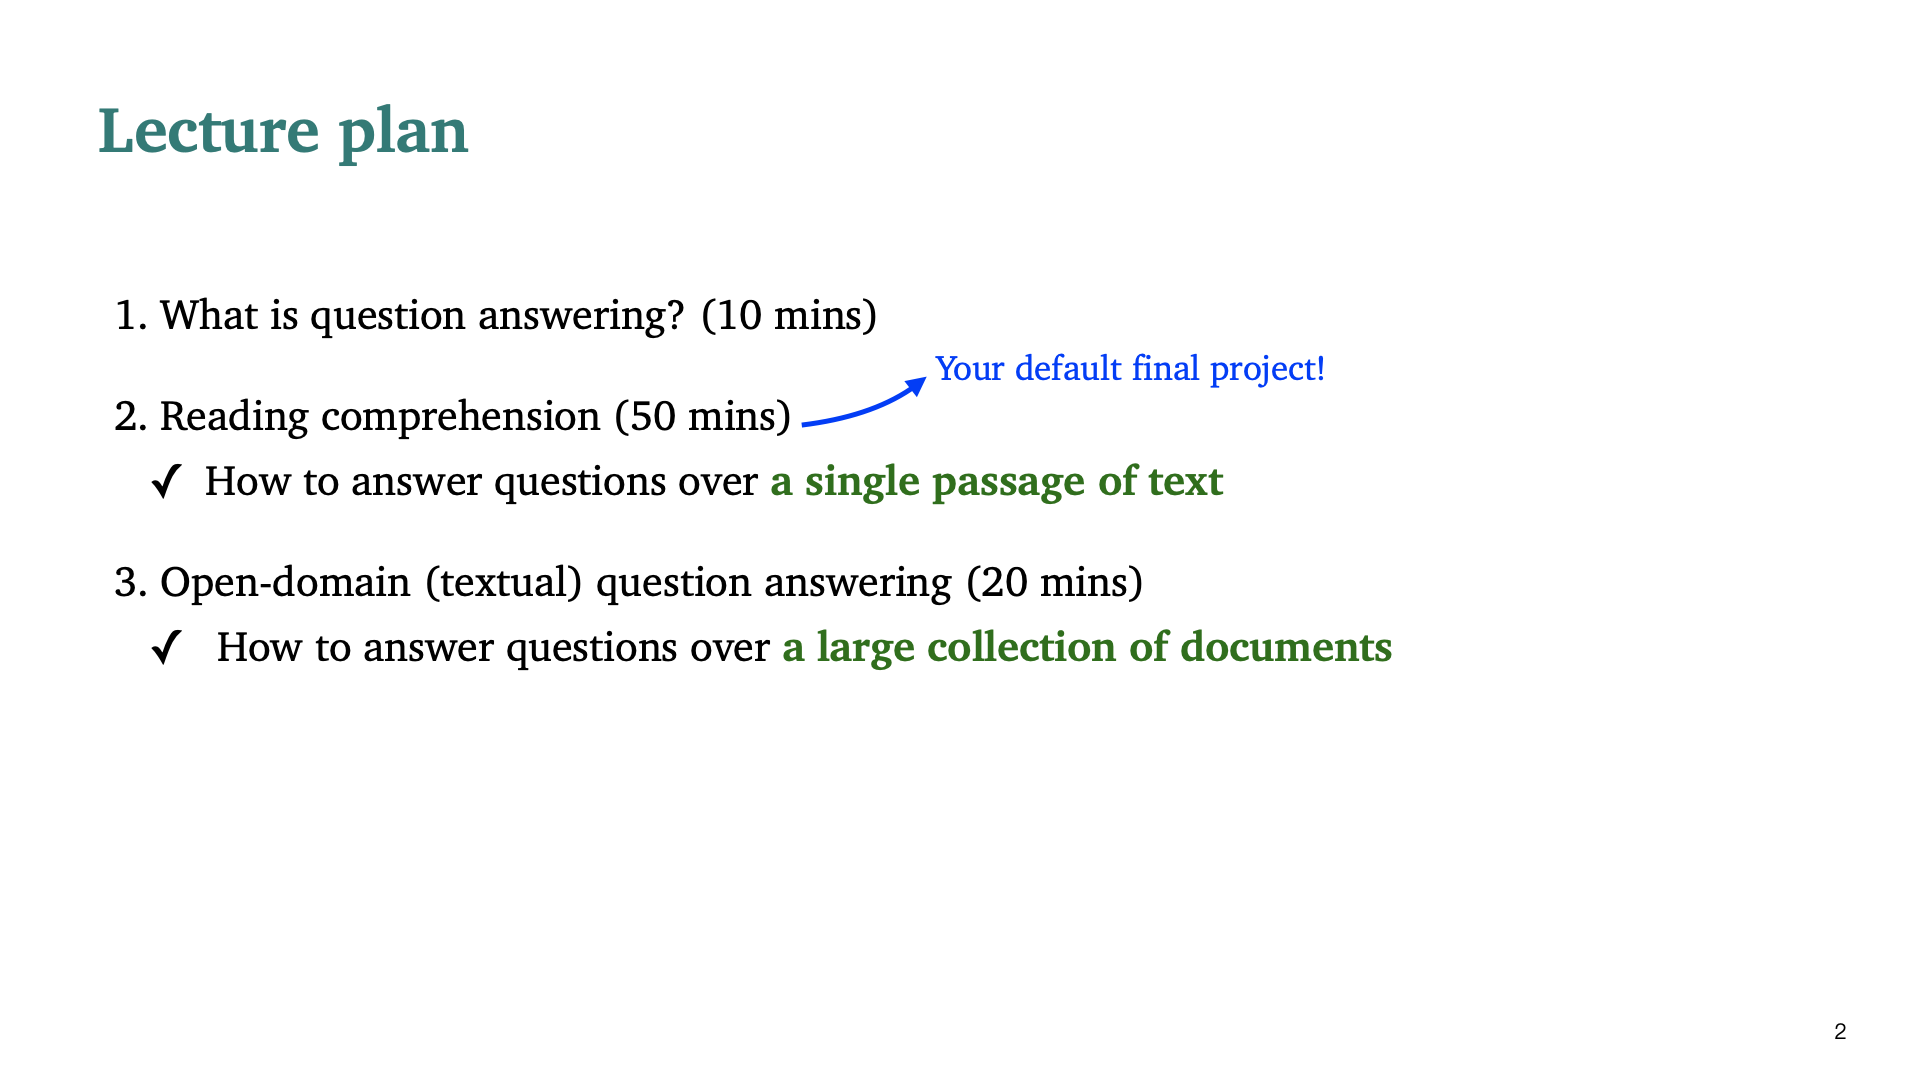 Lecture plan
1. What is question answering? (10 mins)
Your default final project!
2. Reading comprehension (50 mins)
✓ How to answer questions over a single passage of text
3. Open-domain (textual) question answering (20 mins)
✓ How to answer questions over a large collection of documents
2